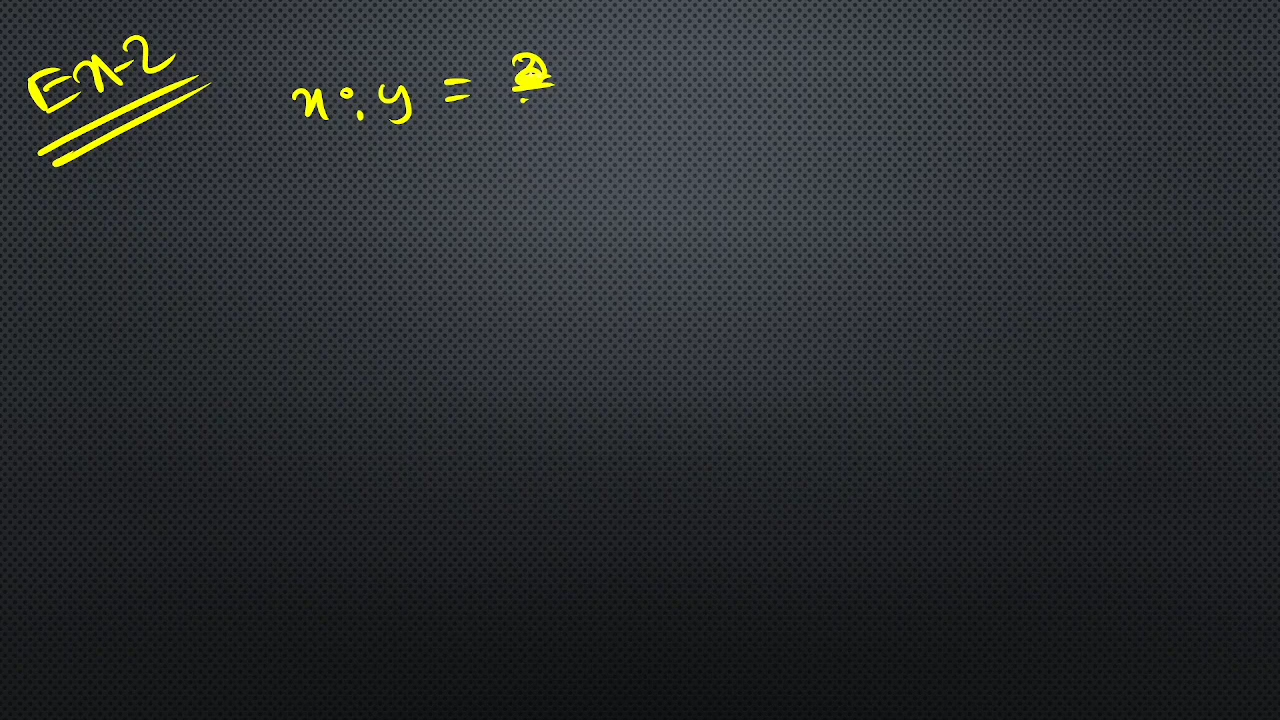 Ex-2
x : y =